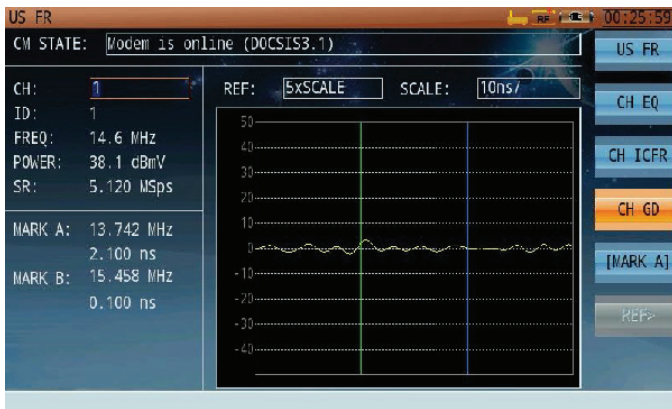 US FR
RF
00:25:59
CM STATE: Modem is online (DOCSIS3.1)
US FR
CH: 1
REF: 5xSCALE
SCALE: 10ns/
CH EQ
ID: 1
FREQ: 14.6 MHz
POWER: 38.1 dBmV
SR: 5.120 MSps
CH ICFR
CH GD
MARK A: 13.742 MHz
2.100 ns
MARK B: 15.458 MHz
0.100 ns
[MARK A]
REF>
50
40
30
20
10
0
-10
-20
-30
-40